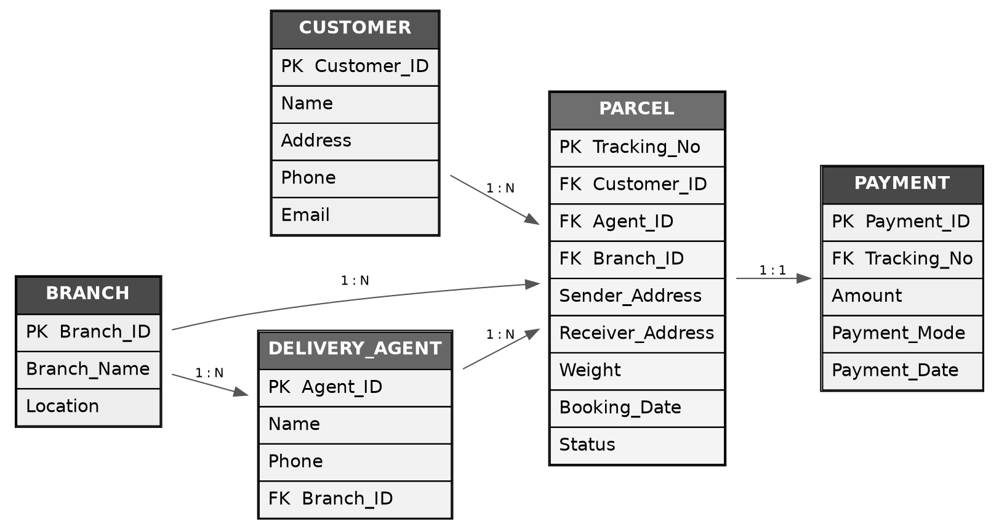 CUSTOMER
PK Customer_ID
Name
Address
Phone
Email
1 : N
BRANCH
PK Branch_ID
Branch_Name
Location
1 : N
1 : N
DELIVERY_AGENT
PK Agent_ID
Name
Phone
FK Branch_ID
1 : N
PARCEL
PK Tracking_No
FK Customer_ID
FK Agent_ID
FK Branch_ID
Sender_Address
Receiver_Address
Weight
Booking_Date
Status
1 : 1
PAYMENT
PK Payment_ID
FK Tracking_No
Amount
Payment_Mode
Payment_Date